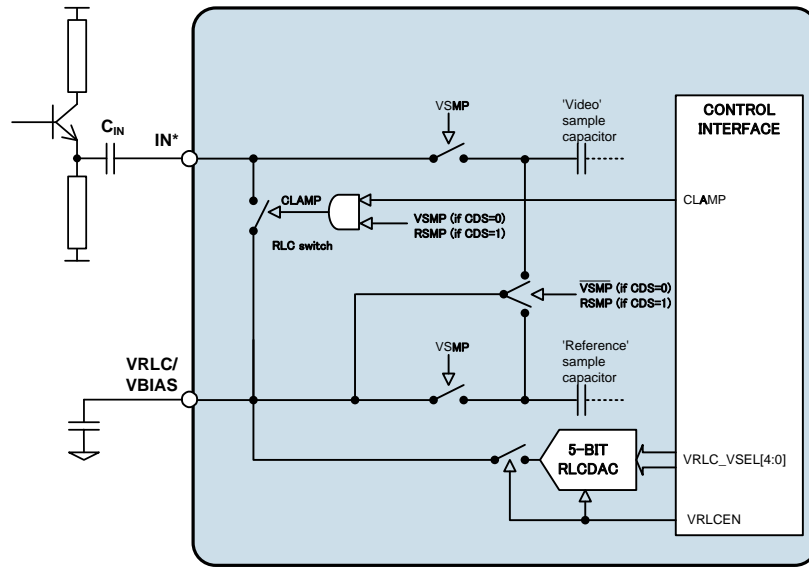 VSMP
'Video'
sample
capacitor
CONTROL
INTERFACE
CIN
IN*
CLAMP
CLAMP
VSMP (if CDS=0)
RSMP (if CDS=1)
RLC switch
VSMP (if CDS=0)
RSMP (if CDS=1)
VRLC/
VBIAS
VSMP
'Reference'
sample
capacitor
5-BIT
RLCDAC
VRLC_VSEL[4:0]
VRLCEN